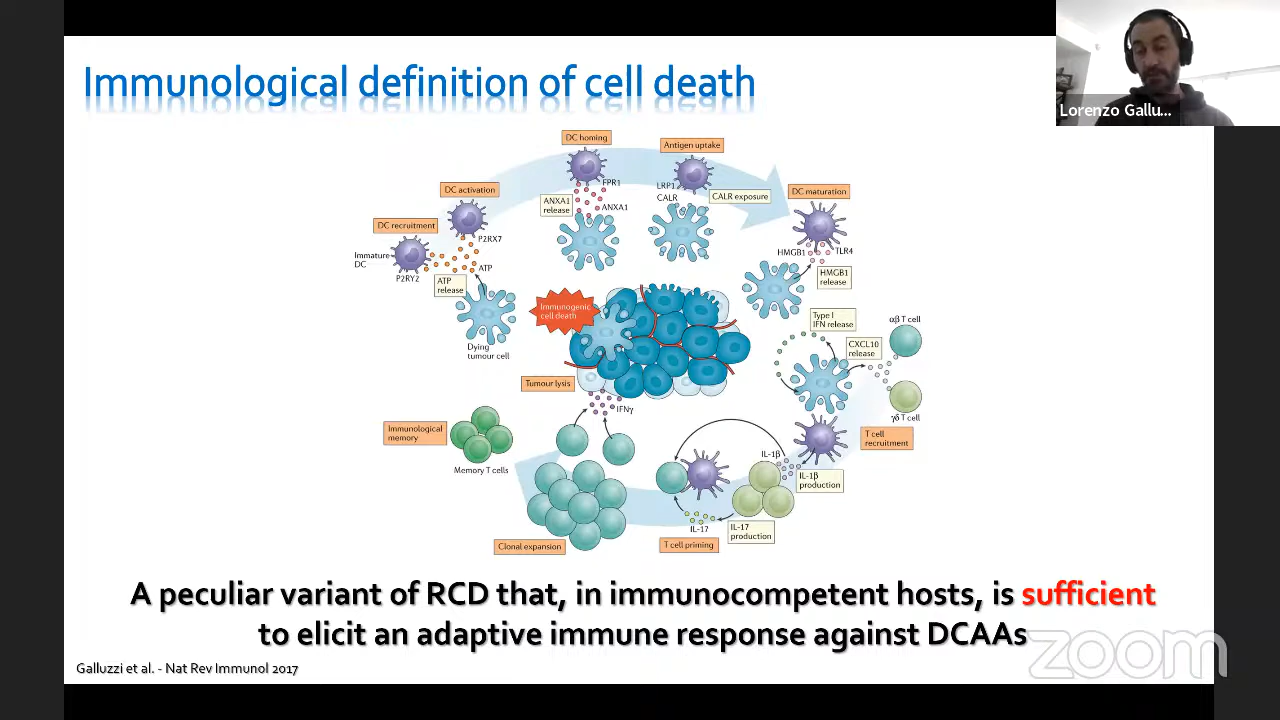 Immunological definition of cell death
Lorenzo Gallu...
DC homing
Antigen uptake
DC activation
FPR1
LRP1
CALR
CALR exposure
DC maturation
ANXA1
release
ANXA1
DC recruitment
P2RX7
Immature
DC
P2RY2
ATP
ATP
release
HMGB1
TLR4
HMGB1
release
Immunogenic
cell death
Dying
tumour cell
Type I
IFN release
CXCL10
release
αβ T cell
γδ T cell
Tumour lysis
IFNγ
Immunological
memory
Memory T cells
T cell
recruitment
IL-1β
IL-1β
production
IL-17
IL-17
production
Clonal expansion
T cell priming
A peculiar variant of RCD that, in immunocompetent hosts, is sufficient
to elicit an adaptive immune response against DCAAs
Galluzzi et al. - Nat Rev Immunol 2017
zoom